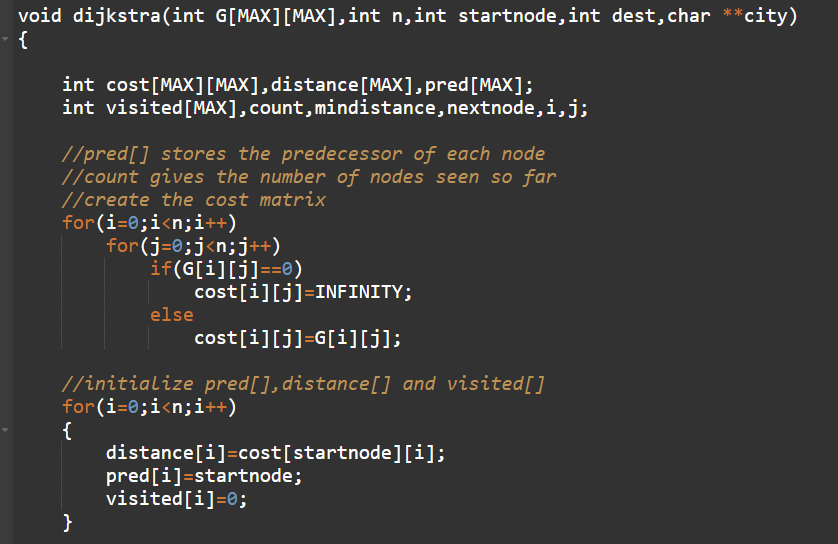 void dijkstra(int G[MAX][MAX],int n,int startnode,int dest,char **city)
{
int cost[MAX][MAX],distance[MAX],pred[MAX];
int visited[MAX],count,mindistance,nextnode,i,j;
//pred[] stores the predecessor of each node
//count gives the number of nodes seen so far
//create the cost matrix
for(i=0;i<n;i++)
for(j=0;j<n;j++)
if(G[i][j]==0)
cost[i][j]=INFINITY;
else
cost[i][j]=G[i][j];
//initialize pred[],distance[] and visited[]
for(i=0;i<n;i++)
{
distance[i]=cost[startnode][i];
pred[i]=startnode;
visited[i]=0;
}